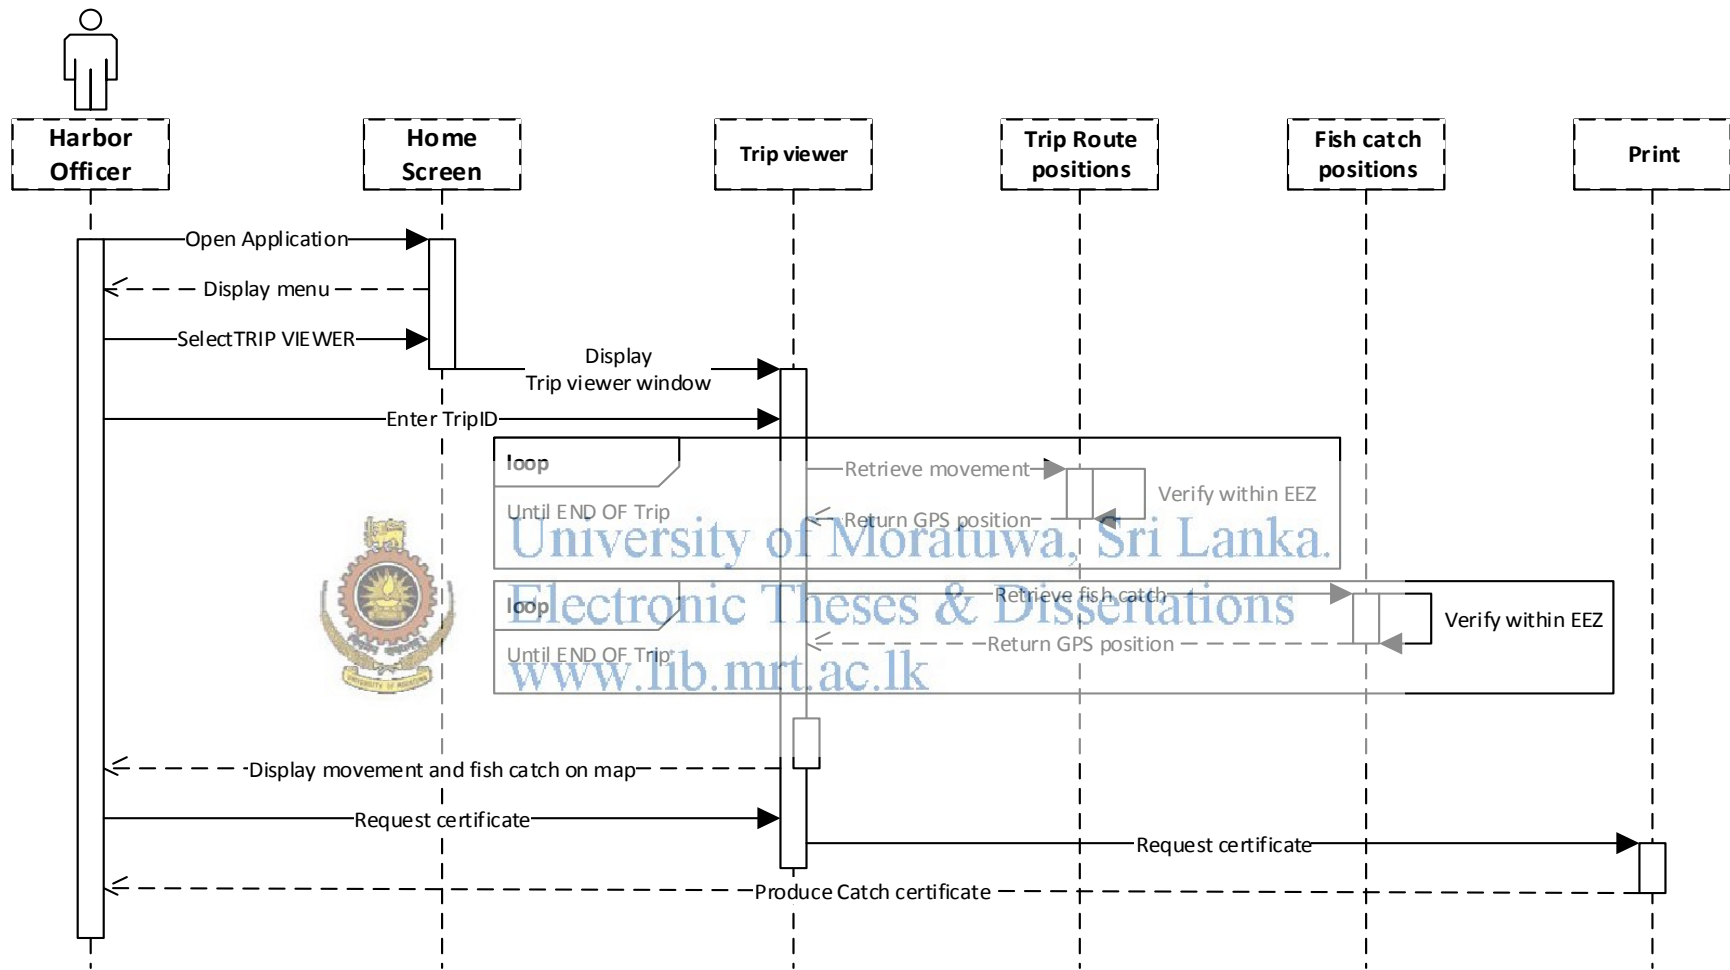 Harbor
Officer
Home
Screen
Trip viewer
Trip Route
positions
Fish catch
positions
Print
Open Application
Display menu
SelectTRIP VIEWER
Display
Trip viewer window
Enter TripID
loop
Retrieve movement
Verify within EEZ
Until END OF Trip
Return GPS position
University of Moratuwa, Sri Lanka.
loop
Retrieve fish catch
Electronic Theses & Dissertations
Verify within EEZ
Return GPS position
Until END OF Trip
www.lib.mrt.ac.lk
UNIVERSITY OF MORATUWA
Display movement and fish catch on map
Request certificate
Request certificate
Produce Catch certificate